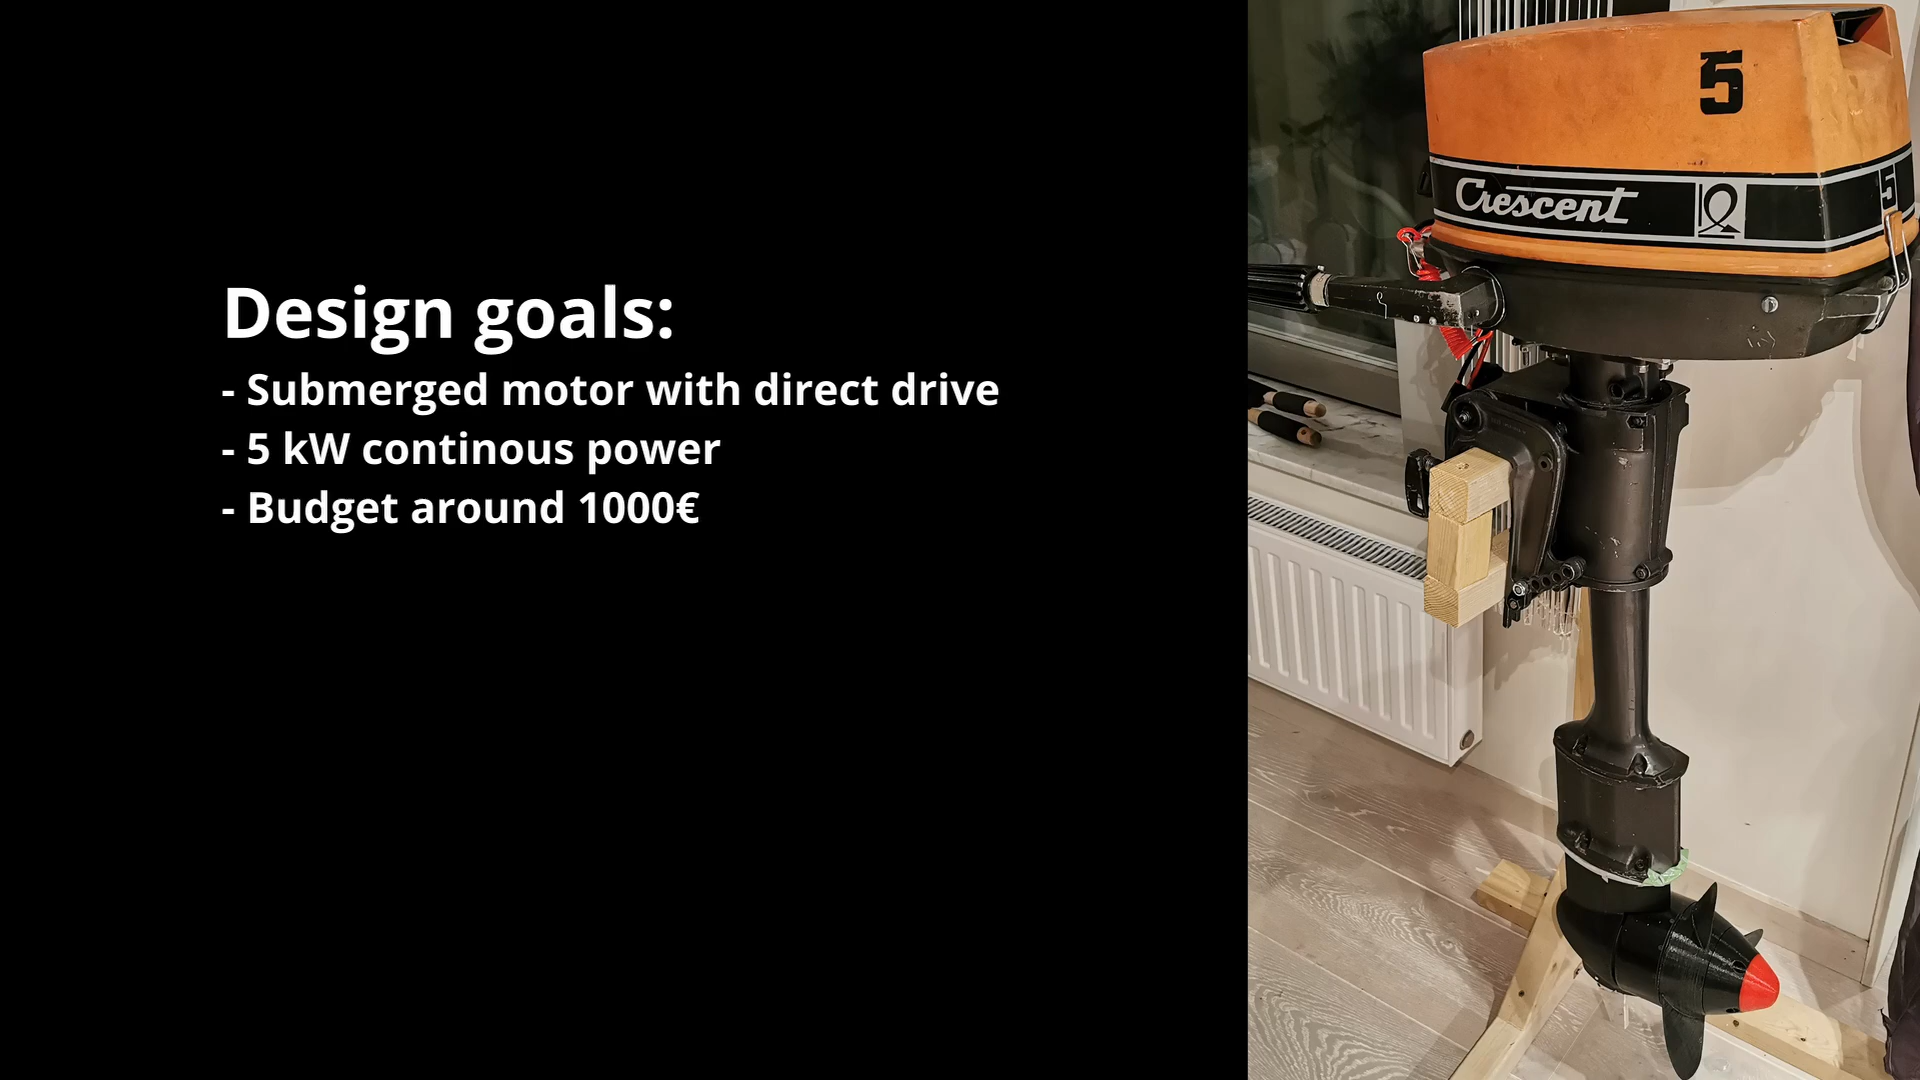 Design goals:
- Submerged motor with direct drive
- 5 kW continous power
- Budget around 1000€
5
Crescent
5